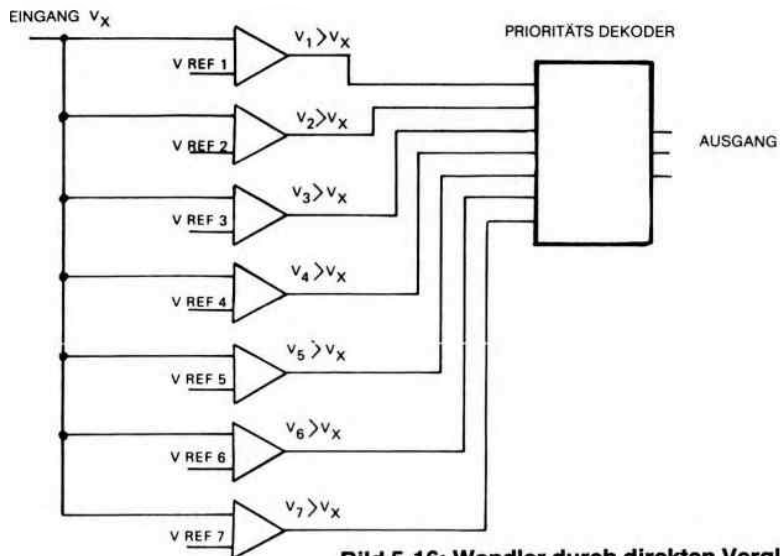 EINGANG VX
PRIORITÄTS DEKODER
V1>VX
V REF 1
V2>VX
V REF 2
AUSGANG
V3>VX
V REF 3
V4>VX
V REF 4
V5>VX
V REF 5
V6>VX
V REF 6
V7>VX
V REF 7
Bild 5-16: Wandler durch direkten Vergl